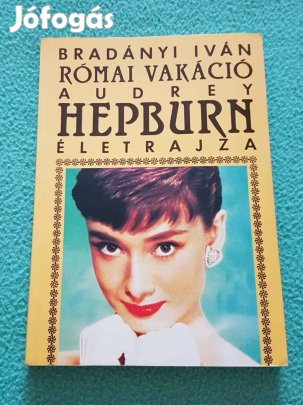 Jófogás
BRADÁNYI IVÁN
RÓMAI VAKÁCIÓ
AUDREY
HEPBURN
ÉLETRAJZA